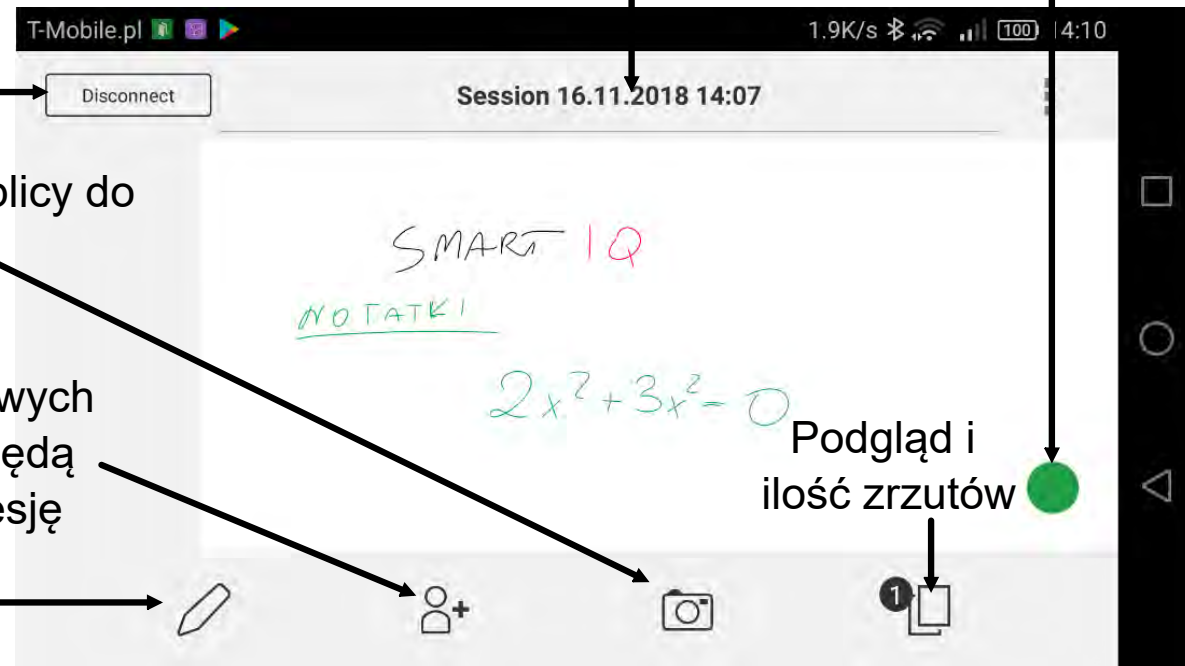 T-Mobile.pl 1.9K/s 100 14:10
Disconnect Session 16.11.2018 14:07
do
SMART IQ
NOTATKI
2x²+3x²=0
Podgląd i
ilość zrzutów
1